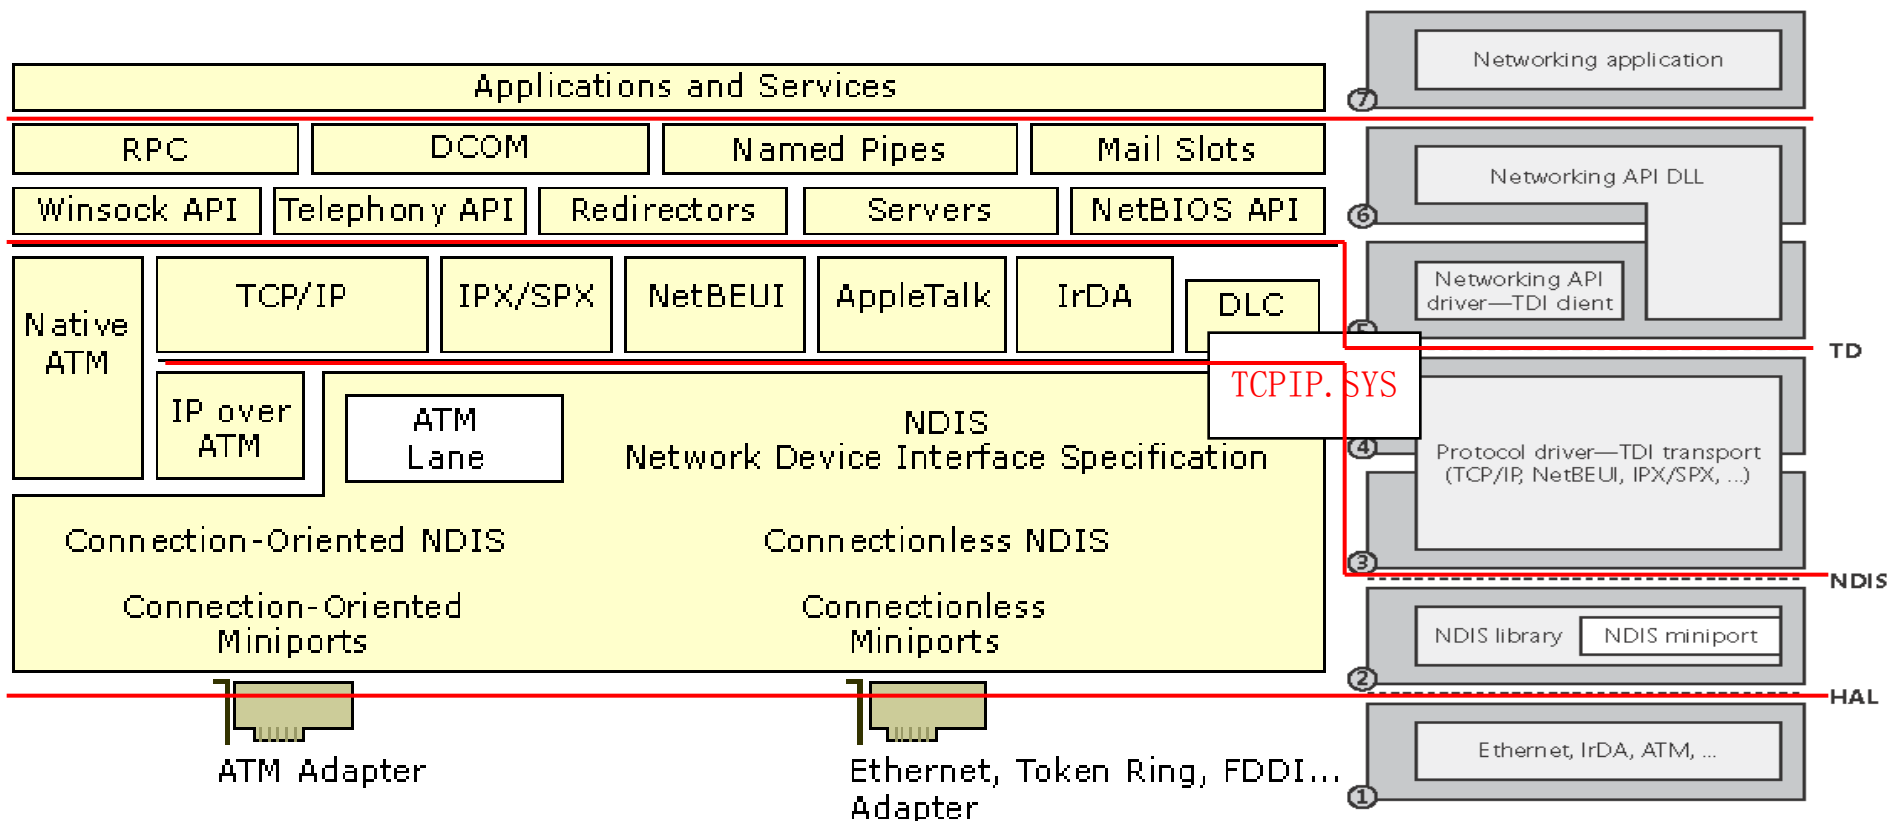 Applications and Services
RPC
DCOM
Named Pipes
Mail Slots
Winsock API
Telephony API
Redirectors
Servers
NetBIOS API
Native
ATM
TCP/IP
IPX/SPX
NetBEUI
AppleTalk
IrDA
DLC
TCPIP.SYS
IP over
ATM
ATM
Lane
NDIS
Network Device Interface Specification
Connection-Oriented NDIS
Connectionless NDIS
Connection-Oriented
Miniports
Connectionless
Miniports
ATM Adapter
Ethernet, Token Ring, FDDI...
Adapter
Networking application
7
Networking API DLL
6
Networking API
driver—TDI client
5
TD
Protocol driver—TDI transport
(TCP/IP, NetBEUI, IPX/SPX, ...)
4
3
NDIS
NDIS library
NDIS miniport
2
HAL
Ethernet, IrDA, ATM, ...
1